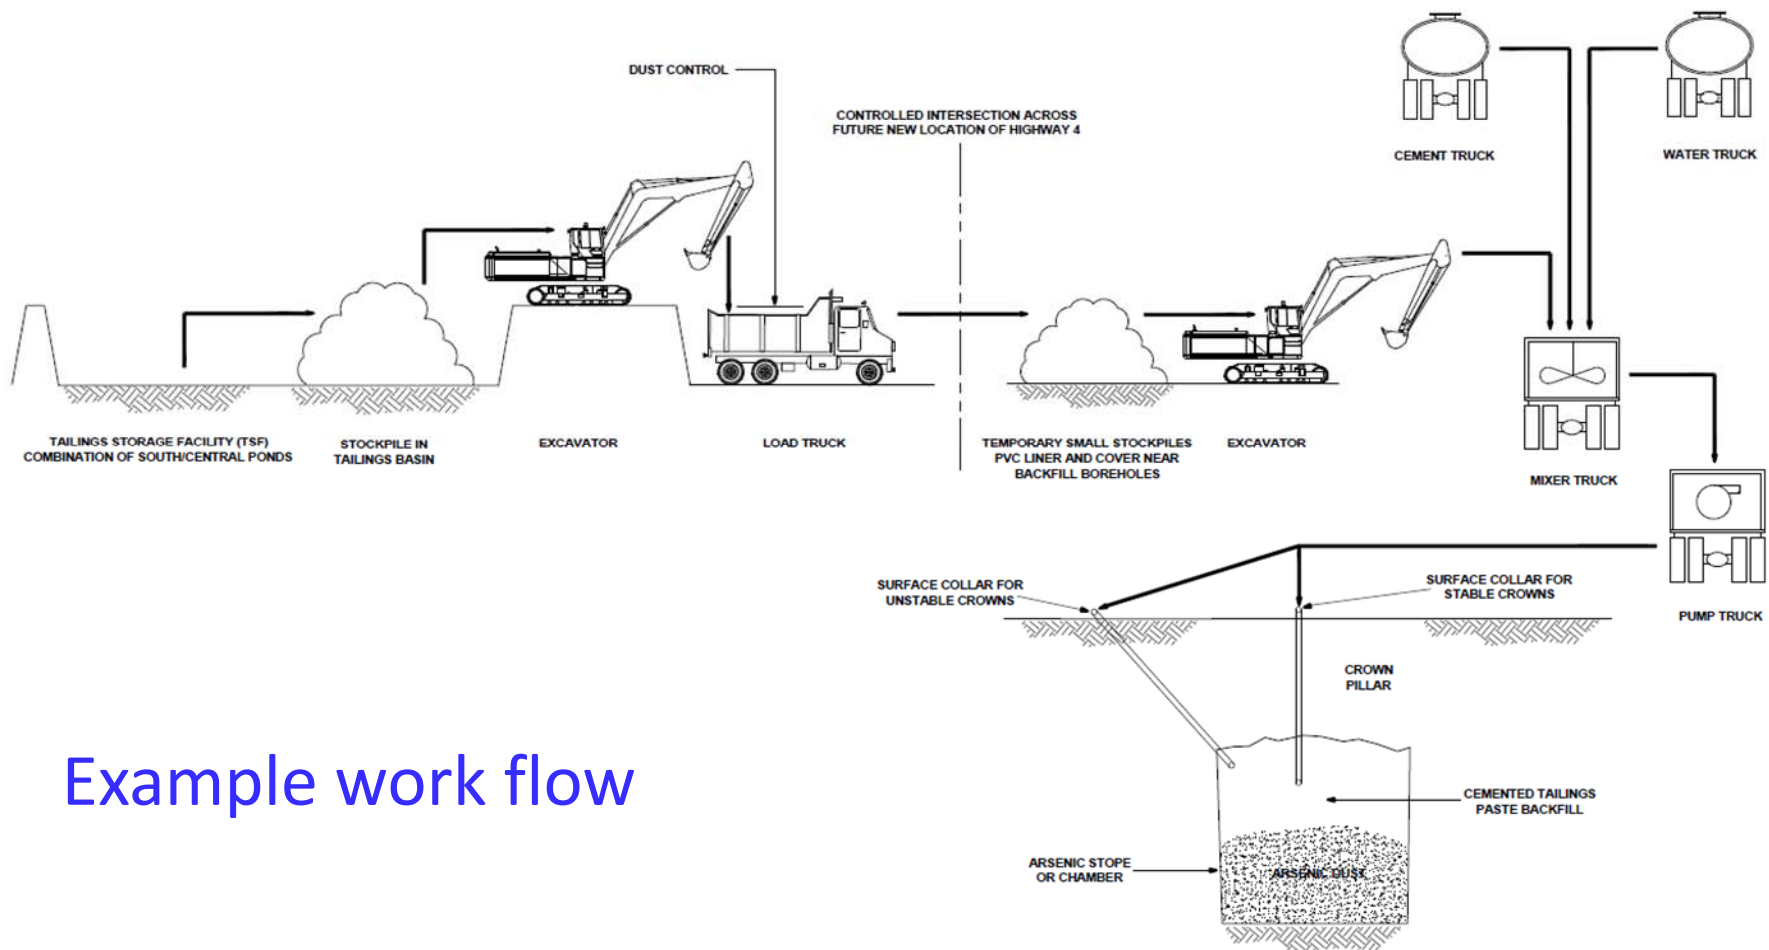 DUST CONTROL
CONTROLLED INTERSECTION ACROSS
FUTURE NEW LOCATION OF HIGHWAY 4
CEMENT TRUCK
WATER TRUCK
TAILINGS STORAGE FACILITY (TSF)
COMBINATION OF SOUTH/CENTRAL PONDS
STOCKPILE IN
TAILINGS BASIN
EXCAVATOR
LOAD TRUCK
TEMPORARY SMALL STOCKPILES
PVC LINER AND COVER NEAR
BACKFILL BOREHOLES
EXCAVATOR
MIXER TRUCK
PUMP TRUCK
SURFACE COLLAR FOR
UNSTABLE CROWNS
SURFACE COLLAR FOR
STABLE CROWNS
CROWN
PILLAR
Example work flow
CEMENTED TAILINGS
PASTE BACKFILL
ARSENIC STOPE
OR CHAMBER
ARSENIC DUST